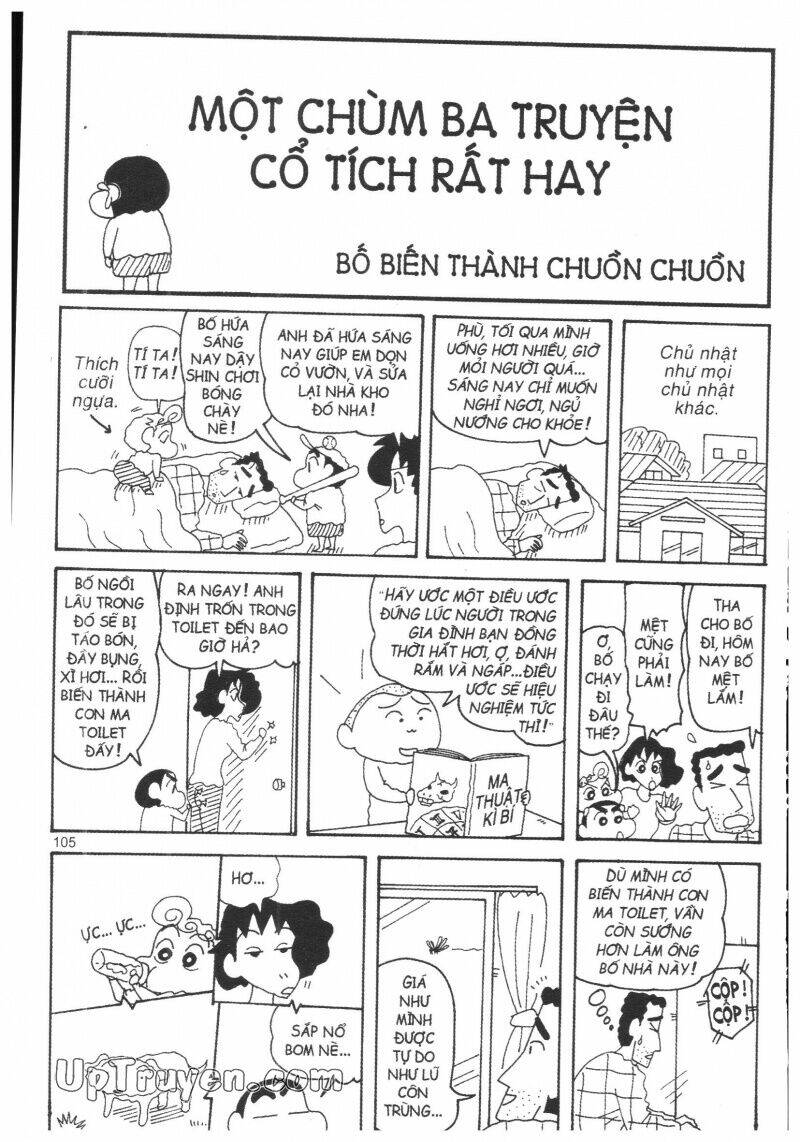 MỘT CHÙM BA TRUYỆN
CỔ TÍCH RẤT HAY
BỐ BIẾN THÀNH CHUỒN CHUỒN
Chủ nhật
như mọi
chủ nhật
khác.
PHÙ, TỐI QUA MÌNH
UỐNG HƠI NHIỀU, GIỜ
MỎI NGƯỜI QUÁ...
SÁNG NAY CHỈ MUỐN
NGHỈ NGƠI, NGỦ
NƯỚNG CHO KHỎE!
ANH ĐÃ HỨA SÁNG
NAY GIÚP EM DỌN
CỎ VƯỜN, VÀ SỬA
LẠI NHÀ KHO
ĐÓ NHA!
BỐ HỨA
SÁNG
NAY DẬY
SHIN CHƠI
BÓNG
CHÀY
NÈ!
TÍ TA!
TÍ TA!
Thích
cưỡi
ngựa.
THA
CHO BỐ
ĐI, HÔM
NAY BỐ
MỆT
LẮM!
MỆT
CŨNG
PHẢI
LÀM!
Ơ,
BỐ
CHẠY
ĐI
ĐÂU
THẾ?
"HÃY ƯỚC MỘT ĐIỀU ƯỚC
ĐÚNG LÚC NGƯỜI TRONG
GIA ĐÌNH BẠN ĐỒNG
THỜI HẮT HƠI, Ợ, ĐÁNH
RẮM VÀ NGÁP...ĐIỀU
ƯỚC SẼ HIỆU
NGHIỆM TỨC
THÌ!"
MA
THUẬT
KÌ BÍ
RA NGAY! ANH
ĐỊNH TRỐN TRONG
TOILET ĐẾN BAO
GIỜ HẢ?
BỐ NGỒI
LÂU TRONG
ĐÓ SẼ BỊ
TÁO BÓN,
ĐẦY BỤNG,
XÌ HƠI... RỒI
BIẾN THÀNH
CON MA
TOILET
ĐẤY!
105
DÙ MÌNH CÓ
BIẾN THÀNH CON
MA TOILET, VẪN
CÒN SƯỚNG
HƠN LÀM ÔNG
BỐ NHÀ NÀY!
CỘP!
CỘP!
GIÁ
NHƯ
MÌNH
ĐƯỢC
TỰ DO
NHƯ LŨ
CÔN
TRÙNG...
HƠ...
ỰC... ỰC...
SẮP NỔ
BOM NÈ...
UpTruyen.com